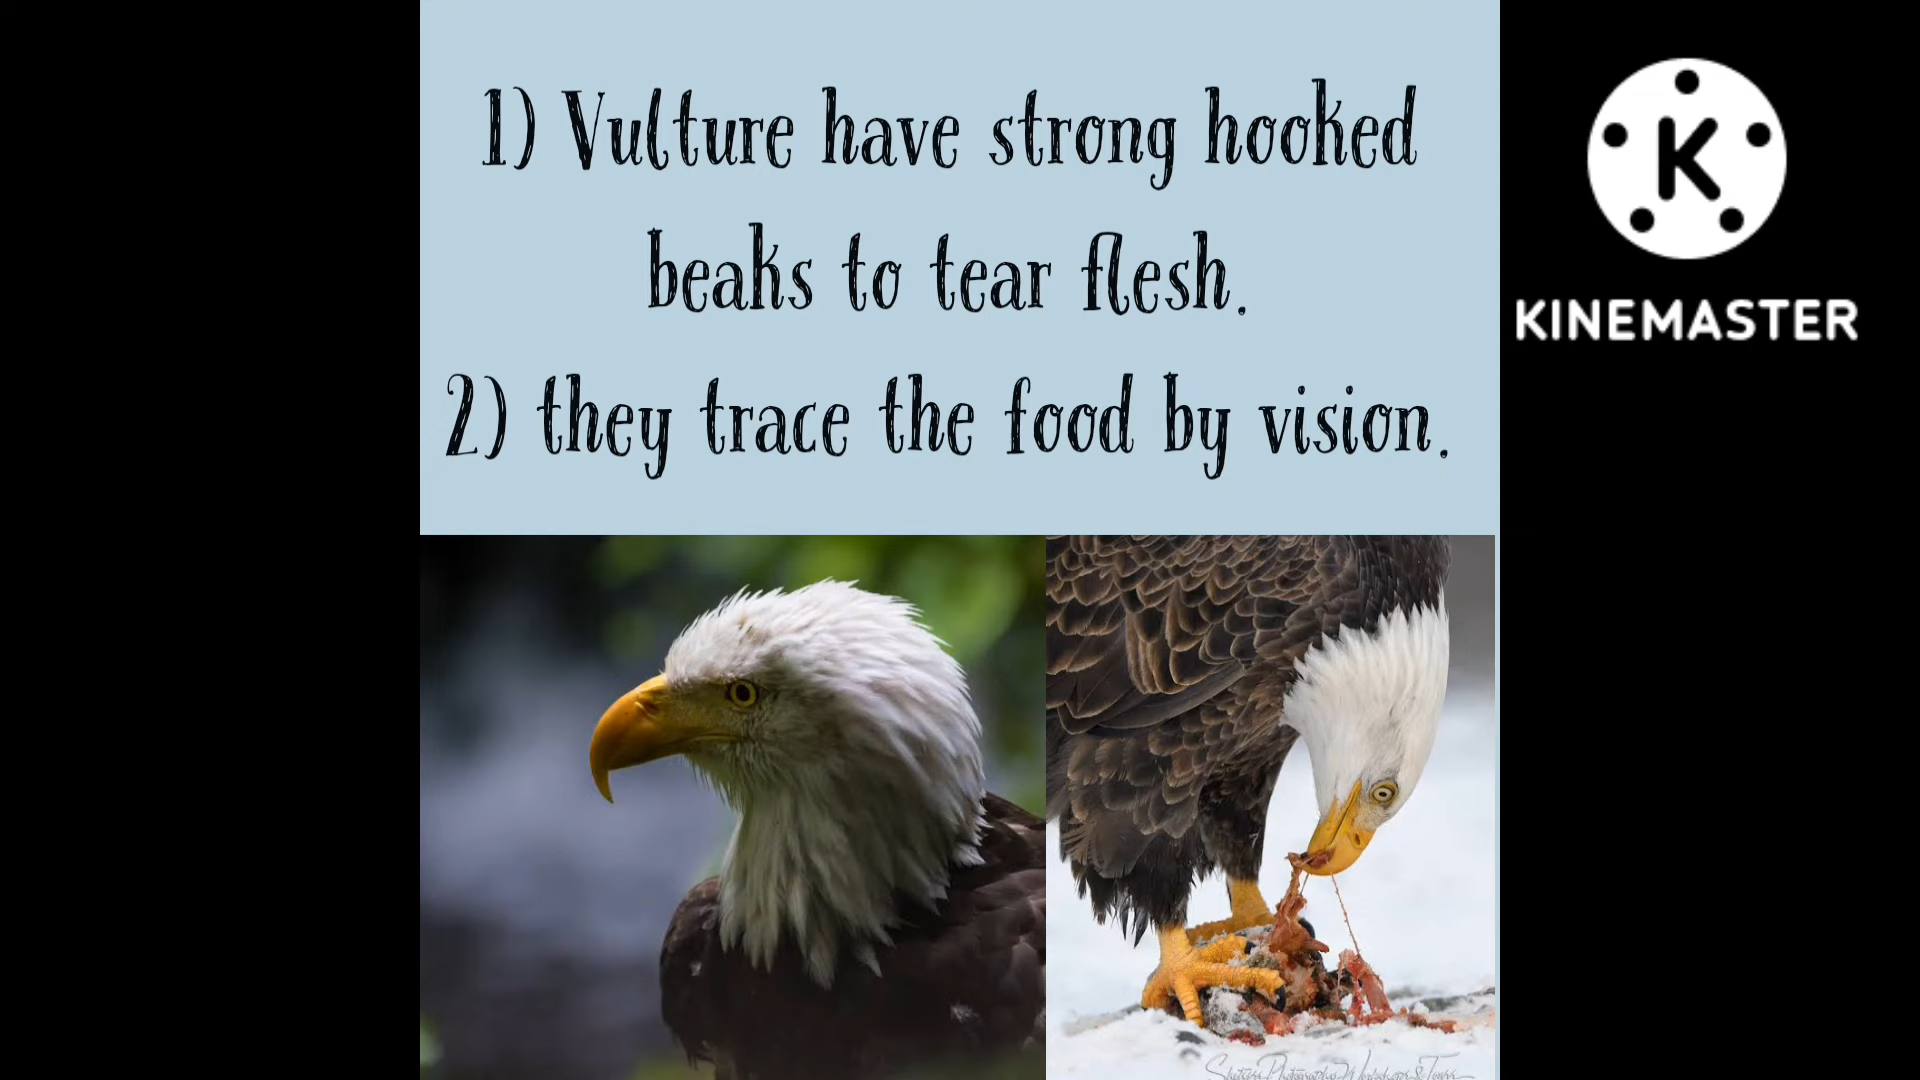 1) Vulture have strong hooked
beaks to tear flesh.
2) they trace the food by vision.
K
KINEMASTER